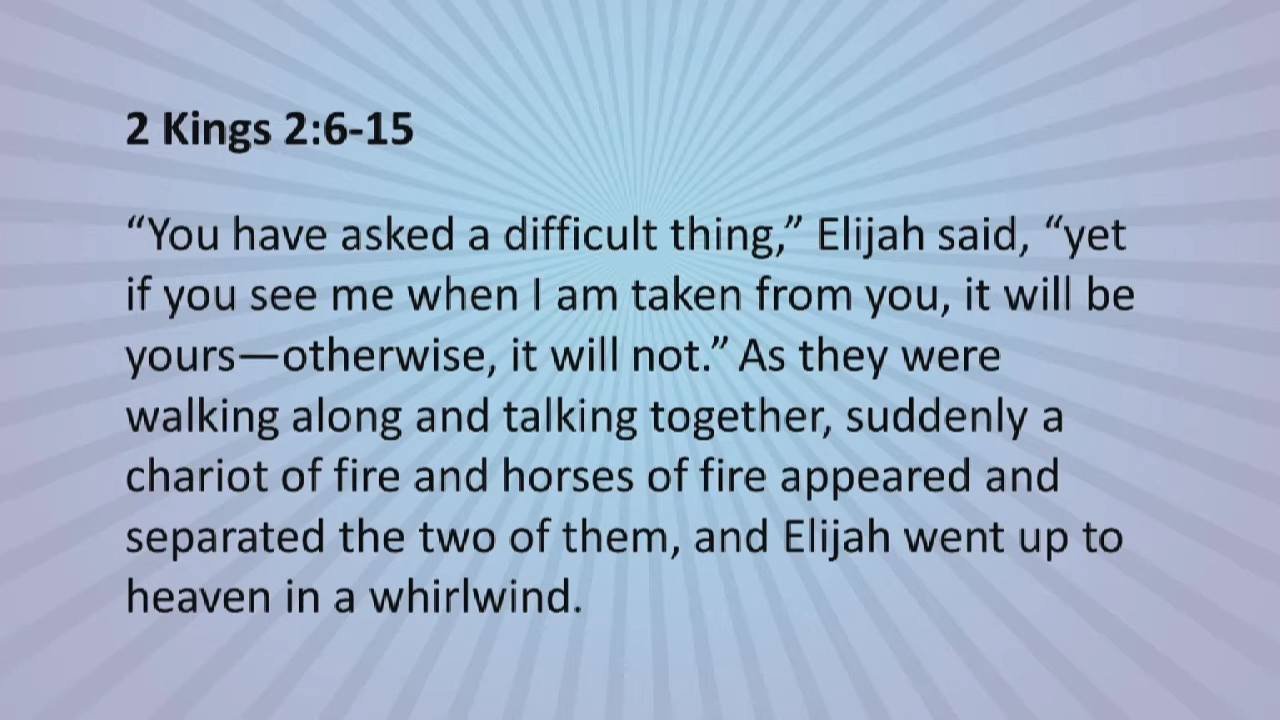 2 Kings 2:6-15
“You have asked a difficult thing,” Elijah said, “yet
if you see me when I am taken from you, it will be
yours—otherwise, it will not.” As they were
walking along and talking together, suddenly a
chariot of fire and horses of fire appeared and
separated the two of them, and Elijah went up to
heaven in a whirlwind.